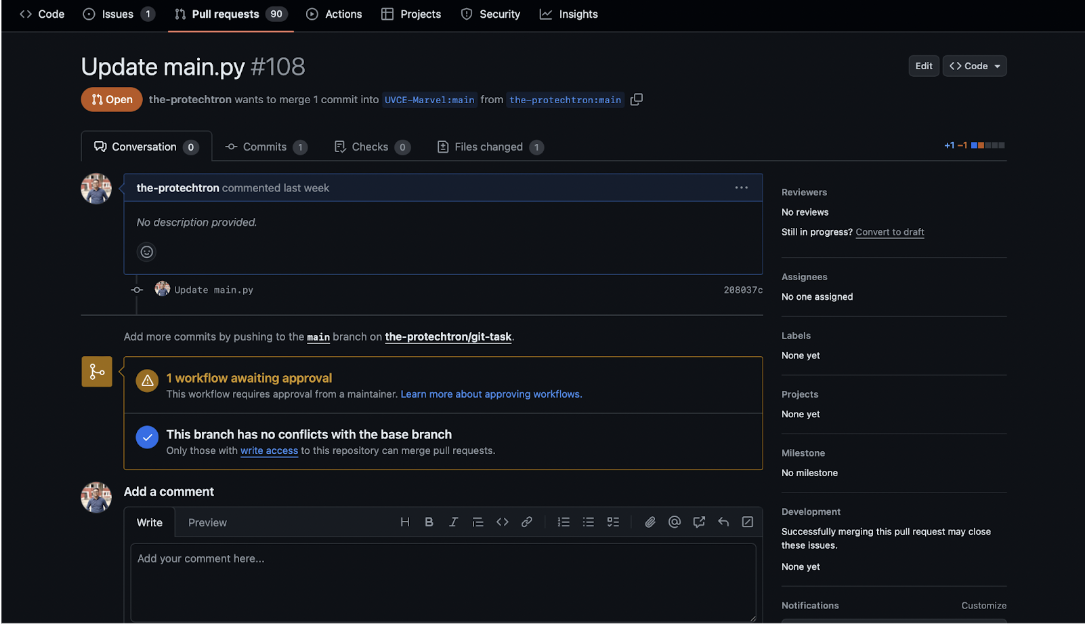 Code Issues 1 Pull requests 90 Actions Projects Security Insights
Update main.py #108
Edit Code
Open the-protechtron wants to merge 1 commit into UVCE-Marvel:main from the-protechtron:main
Conversation 0 Commits 1 Checks 0 Files changed 1
+1 −1
the-protechtron commented last week
No description provided.
Update main.py 208037c
Add more commits by pushing to the main branch on the-protechtron/git-task.
1 workflow awaiting approval
This workflow requires approval from a maintainer. Learn more about approving workflows.
This branch has no conflicts with the base branch
Only those with write access to this repository can merge pull requests.
Add a comment
Write Preview
Add your comment here...
Reviewers
No reviews
Still in progress? Convert to draft
Assignees
No one assigned
Labels
None yet
Projects
None yet
Milestone
No milestone
Development
Successfully merging this pull request may close
these issues.
None yet
Notifications Customize